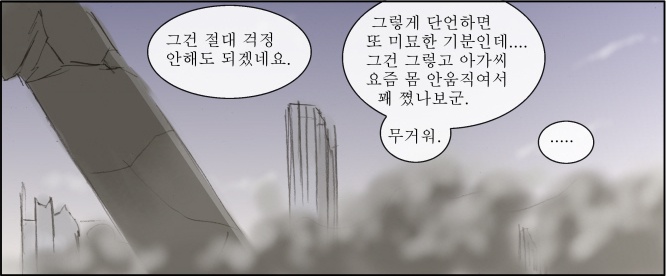 그건 절대 걱정
안해도 되겠네요.
그렇게 단언하면
또 미묘한 기분인데....
그건 그렇고 아가씨
요즘 몸 안움직여서
꽤 쪘나보군.
무거워.
.....